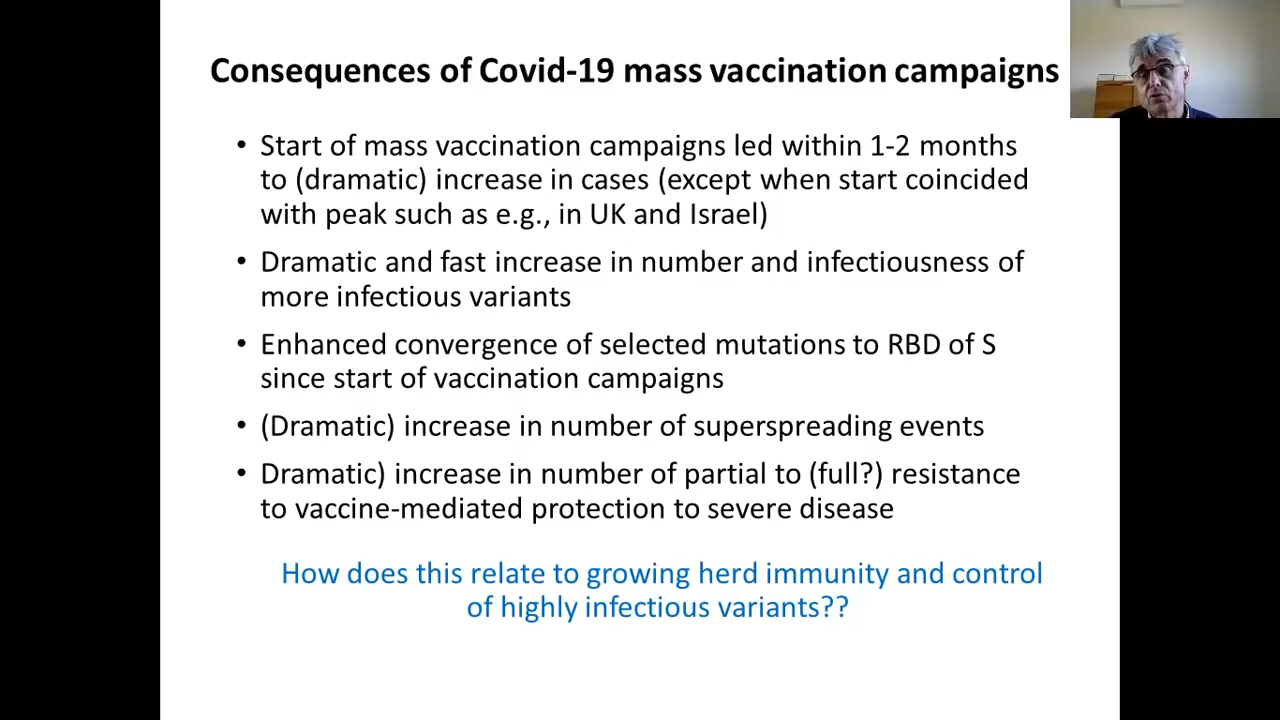 Consequences of Covid-19 mass vaccination campaigns
• Start of mass vaccination campaigns led within 1-2 months
to (dramatic) increase in cases (except when start coincided
with peak such as e.g., in UK and Israel)
• Dramatic and fast increase in number and infectiousness of
more infectious variants
• Enhanced convergence of selected mutations to RBD of S
since start of vaccination campaigns
• (Dramatic) increase in number of superspreading events
• Dramatic) increase in number of partial to (full?) resistance
to vaccine-mediated protection to severe disease
How does this relate to growing herd immunity and control
of highly infectious variants??